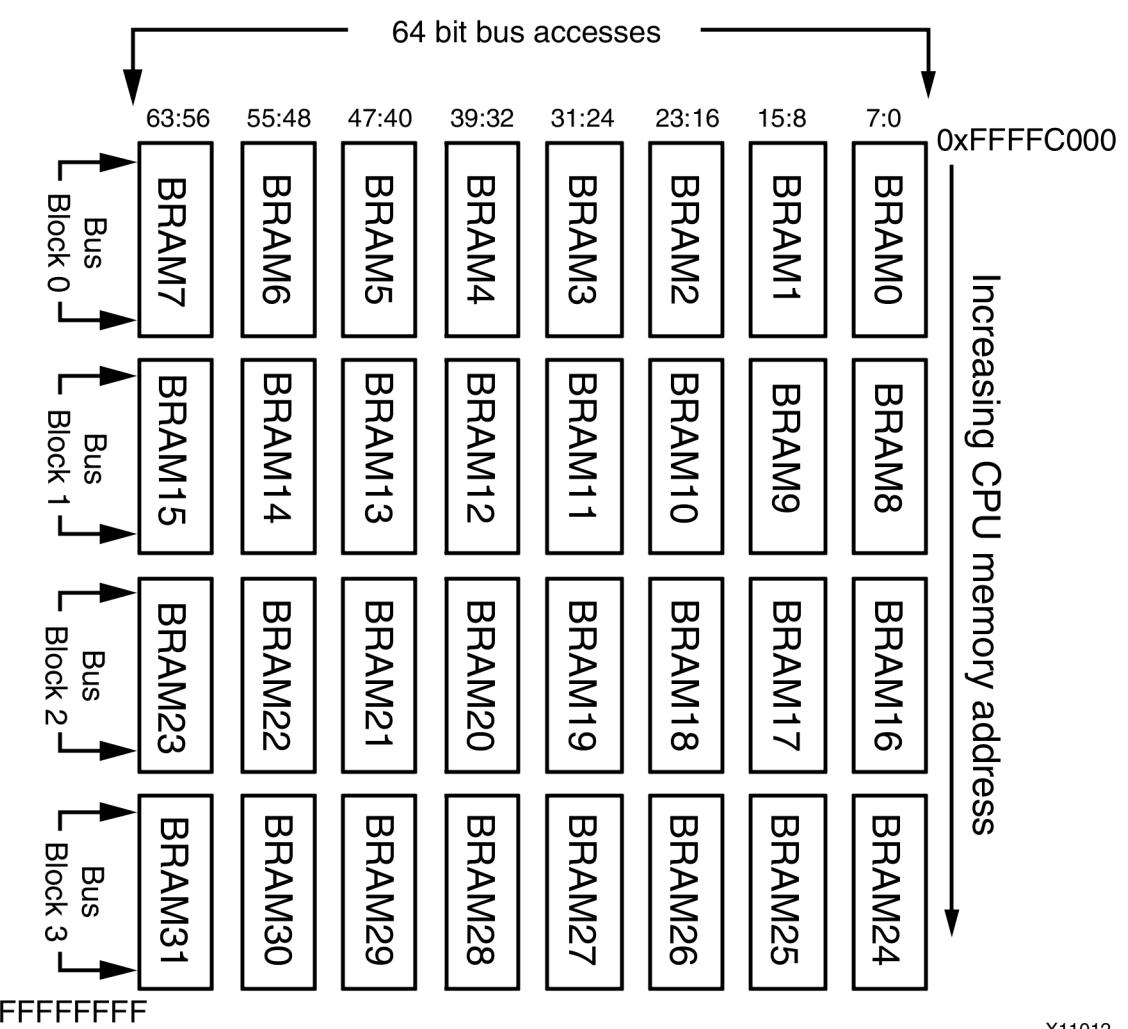 64 bit bus accesses
63:56 55:48 47:40 39:32 31:24 23:16 15:8 7:0
0xFFFFC000
Bus
Block 0
BRAM7 BRAM6 BRAM5 BRAM4 BRAM3 BRAM2 BRAM1 BRAM0
Bus
Block 1
BRAM15 BRAM14 BRAM13 BRAM12 BRAM11 BRAM10 BRAM9 BRAM8
Bus
Block 2
BRAM23 BRAM22 BRAM21 BRAM20 BRAM19 BRAM18 BRAM17 BRAM16
Bus
Block 3
BRAM31 BRAM30 BRAM29 BRAM28 BRAM27 BRAM26 BRAM25 BRAM24
Increasing CPU memory address
FFFFFFFF